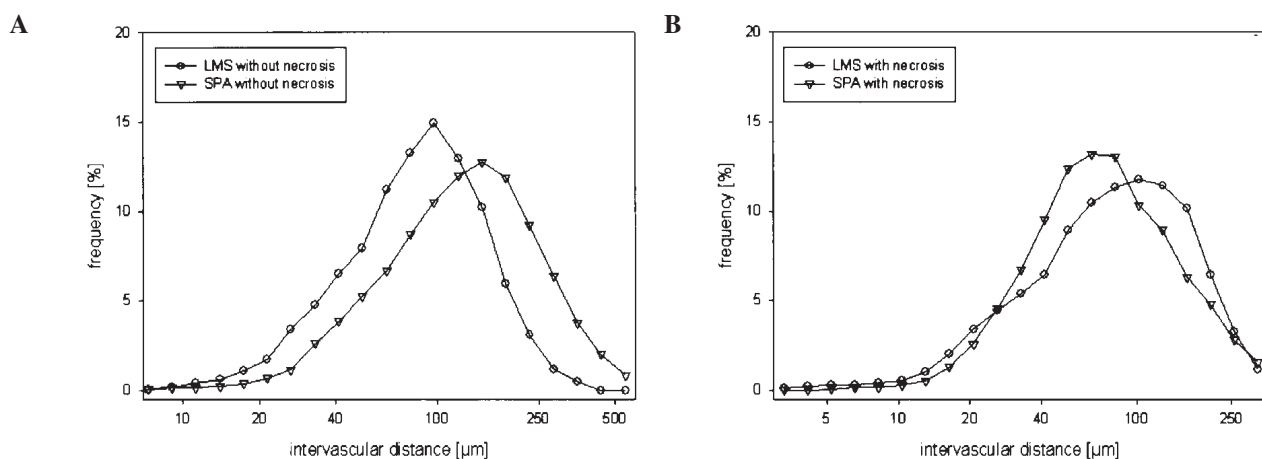 A
20
15
10
5
0
frequency [%]
LMS without necrosis
SPA without necrosis
10 20 40 100 250 500
intervascular distance [µm]
B
20
15
10
5
0
frequency [%]
LMS with necrosis
SPA with necrosis
5 10 20 40 100 250
intervascular distance [µm]